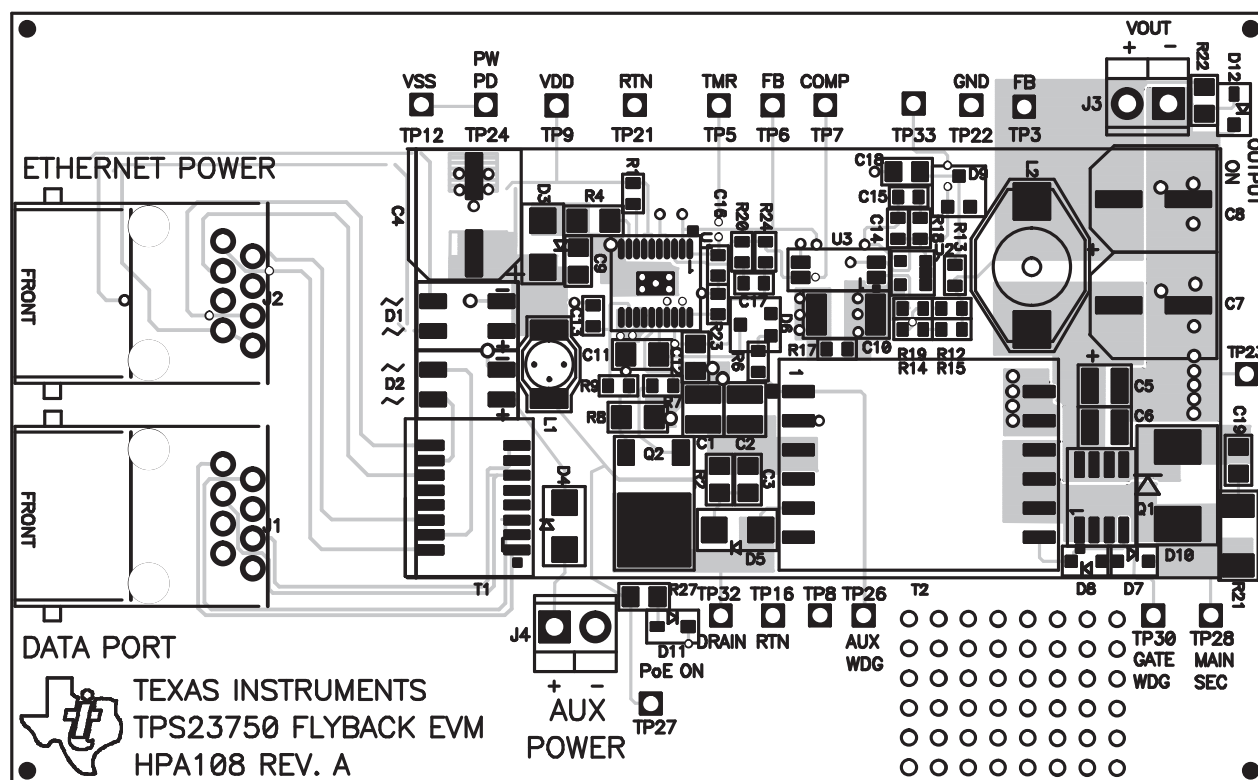 VOUT
+ -
R22
D12
J3
OUTPUT
ON
VSS
PW
PD
VDD
RTN
TMR
FB
COMP
GND
FB
TP12
TP24
TP9
TP21
TP5
TP6
TP7
TP33
TP22
TP3
ETHERNET POWER
C4
D3
R4
C16
R20
R24
C18
C15
D9
L2
C8
FRONT
J2
C9
U3
C14
R13
C17
D1
C13
C7
C11
R23
R6
R17
C10
R19
R12
R14
R15
TP23
D2
R9
R7
1
C5
C6
R8
L1
C1
C2
C19
FRONT
J1
D4
Q2
C3
Q1
D5
D10
T1
R27
TP32
TP16
TP8
TP26
T2
D8
D7
R21
J4
D11
PoE ON
DRAIN
RTN
AUX
WDG
TP30
GATE
WDG
TP28
MAIN
SEC
DATA PORT
+ -
AUX
POWER
TP27
TEXAS INSTRUMENTS
TPS23750 FLYBACK EVM
HPA108 REV. A